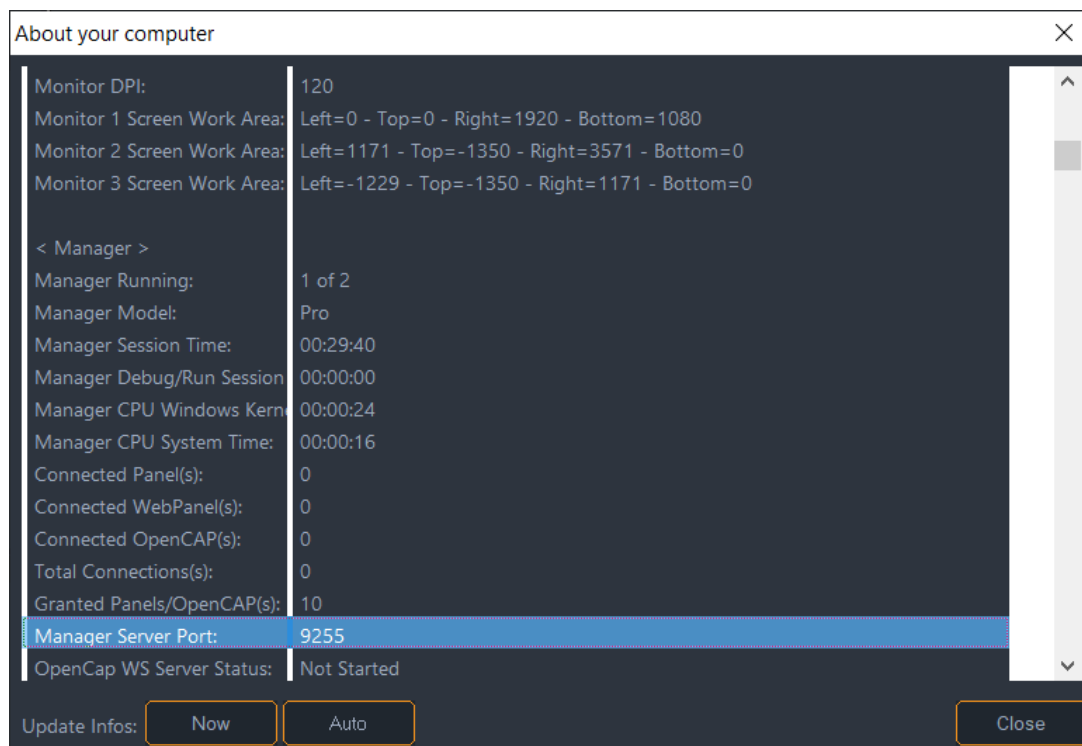 About your computer
Monitor DPI: 120
Monitor 1 Screen Work Area: Left=0 - Top=0 - Right=1920 - Bottom=1080
Monitor 2 Screen Work Area: Left=1171 - Top=-1350 - Right=3571 - Bottom=0
Monitor 3 Screen Work Area: Left=-1229 - Top=-1350 - Right=1171 - Bottom=0
< Manager >
Manager Running: 1 of 2
Manager Model: Pro
Manager Session Time: 00:29:40
Manager Debug/Run Session 00:00:00
Manager CPU Windows Kern 00:00:24
Manager CPU System Time: 00:00:16
Connected Panel(s): 0
Connected WebPanel(s): 0
Connected OpenCAP(s): 0
Total Connections(s): 0
Granted Panels/OpenCAP(s): 10
Manager Server Port: 9255
OpenCap WS Server Status: Not Started
Update Infos: Now Auto Close